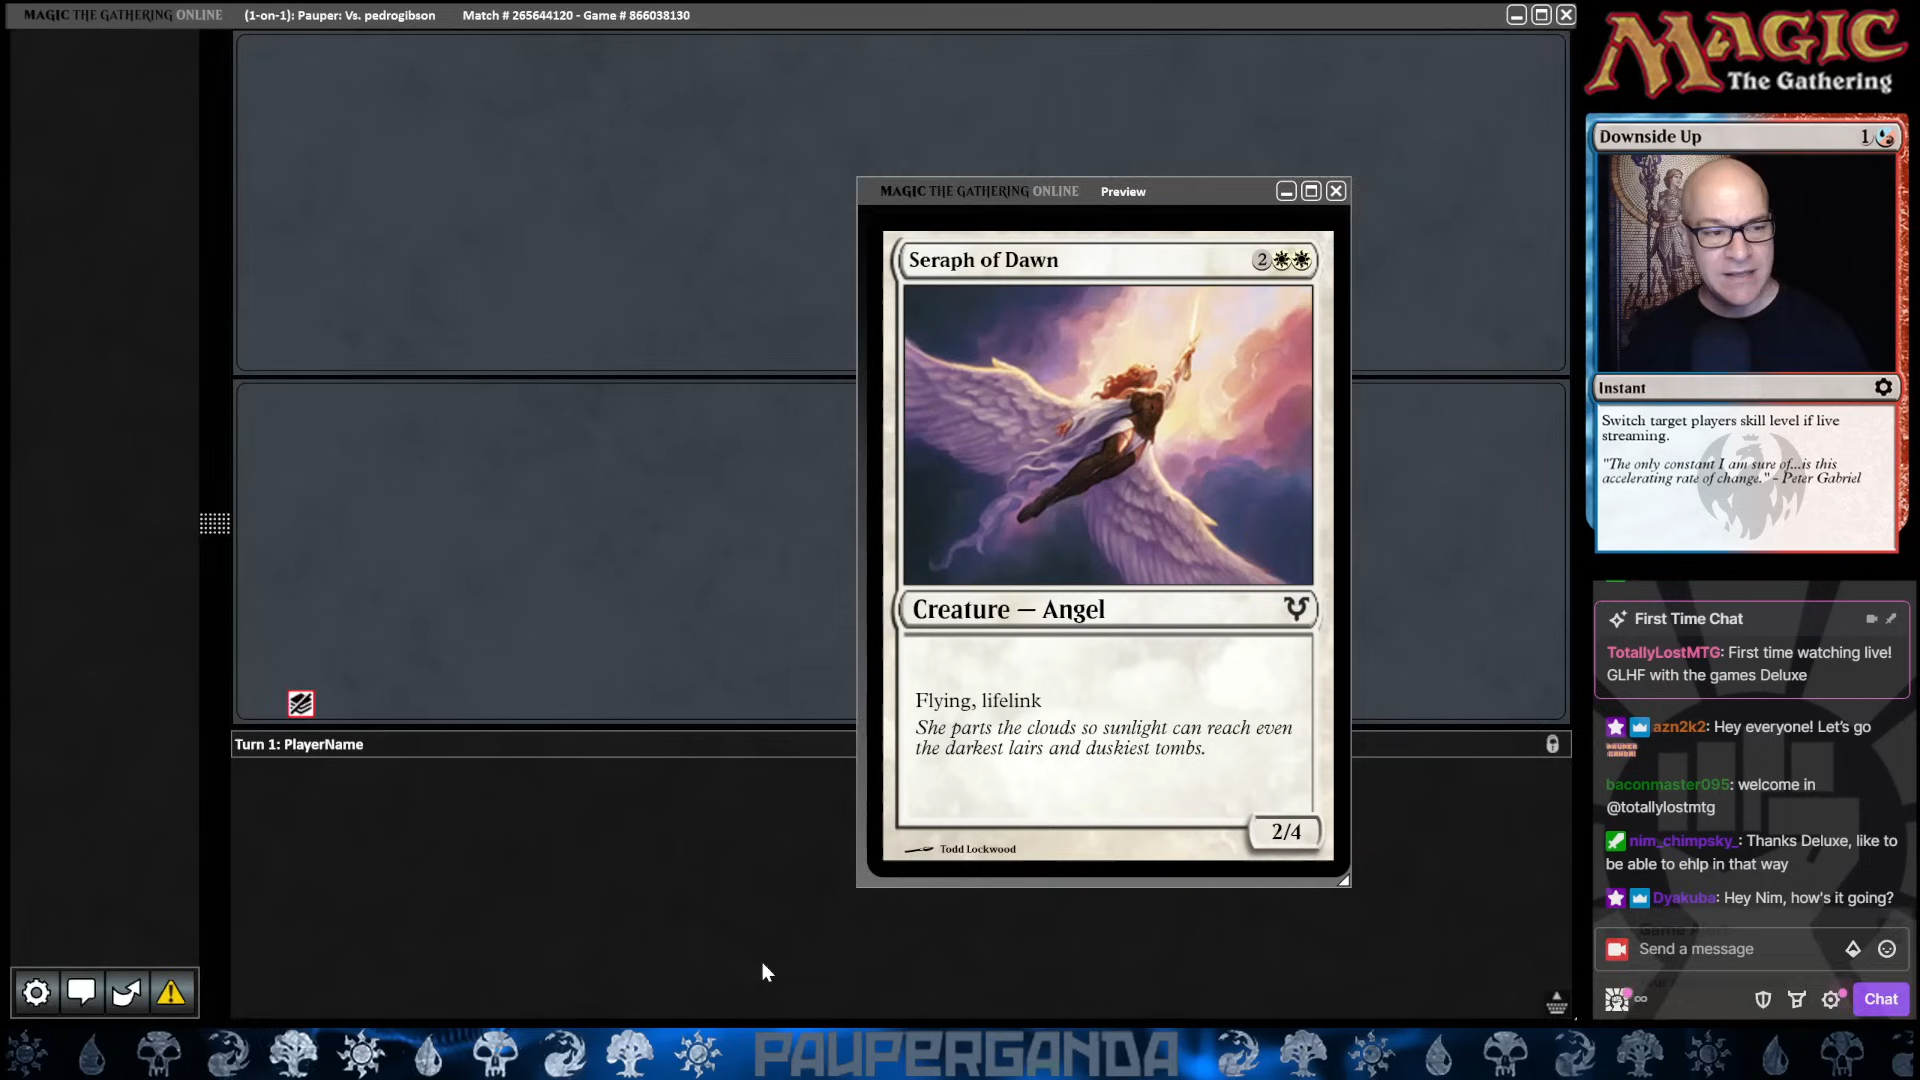 MAGIC THE GATHERING ONLINE (1-on-1): Pauper: Vs. pedrogibson Match # 265644120 - Game # 866038130
MAGIC
The Gathering
MAGIC THE GATHERING ONLINE Preview
Seraph of Dawn 2
Creature — Angel
Flying, lifelink
She parts the clouds so sunlight can reach even
the darkest lairs and duskiest tombs.
2/4
Todd Lockwood
Turn 1: PlayerName
Downside Up 1
Instant
Switch target players skill level if live
streaming.
"The only constant I am sure of...is this
accelerating rate of change." - Peter Gabriel
First Time Chat
TotallyLostMTG: First time watching live!
GLHF with the games Deluxe
azn2k2: Hey everyone! Let's go
PAUPER
GANDA
baconmaster095: welcome in
@totallylostmtg
nim_chimpsky_: Thanks Deluxe, like to
be able to ehlp in that way
Dyakuba: Hey Nim, how's it going?
Send a message
∞
Chat
PAUPERGANDA